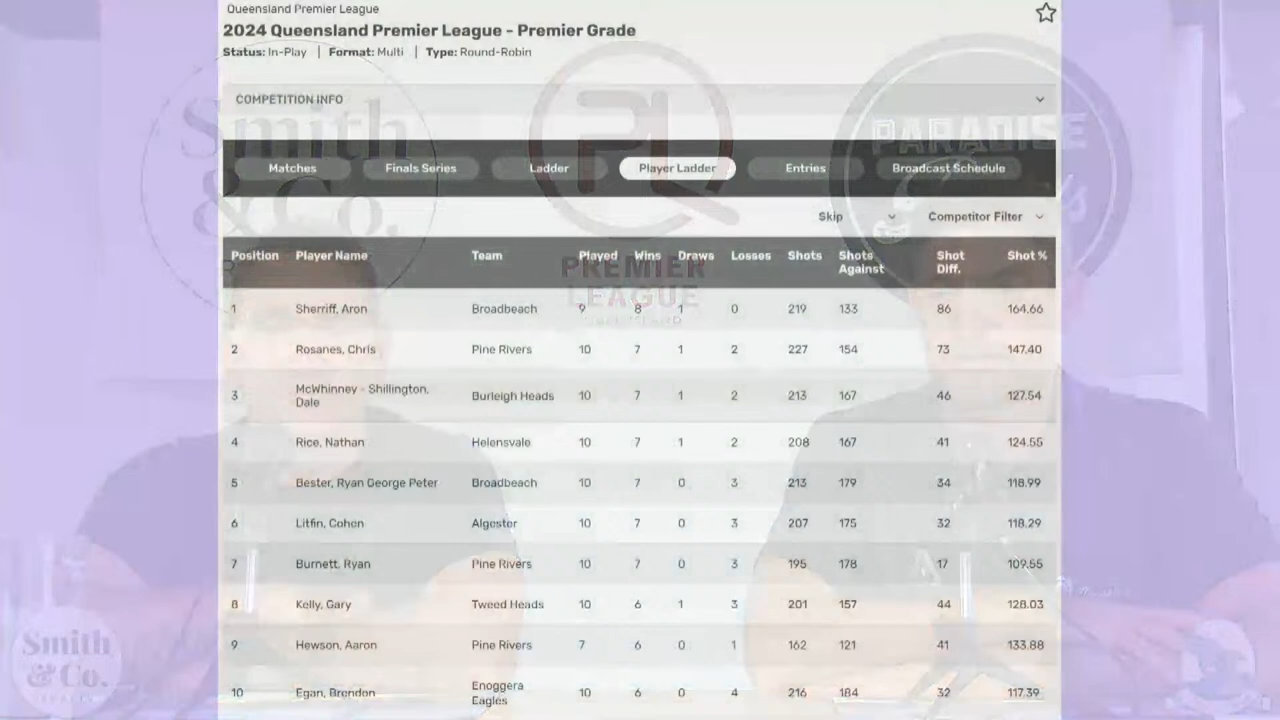 Queensland Premier League
2024 Queensland Premier League - Premier Grade
Status: In-Play | Format: Multi | Type: Round-Robin
COMPETITION INFO
Smith
& Co.
PL
PREMIER
LEAGUE
PARADISE
Matches Finals Series Ladder Player Ladder Entries Broadcast Schedule
Skip Competitor Filter
Position Player Name Team Played Wins Draws Losses Shots Shots Against Shot Diff. Shot %
1 Sherriff, Aron Broadbeach 9 8 1 0 219 133 86 164.66
2 Rosanes, Chris Pine Rivers 10 7 1 2 227 154 73 147.40
3 McWhinney - Shillington, Dale Burleigh Heads 10 7 1 2 213 167 46 127.54
4 Rice, Nathan Helensvale 10 7 1 2 208 167 41 124.55
5 Bester, Ryan George Peter Broadbeach 10 7 0 3 213 179 34 118.99
6 Litfin, Cohen Algester 10 7 0 3 207 175 32 118.29
7 Burnett, Ryan Pine Rivers 10 7 0 3 195 178 17 109.55
8 Kelly, Gary Tweed Heads 10 6 1 3 201 157 44 128.03
9 Hewson, Aaron Pine Rivers 7 6 0 1 162 121 41 133.88
10 Egan, Brendon Enoggera Eagles 10 6 0 4 216 184 32 117.39
Smith
& Co.